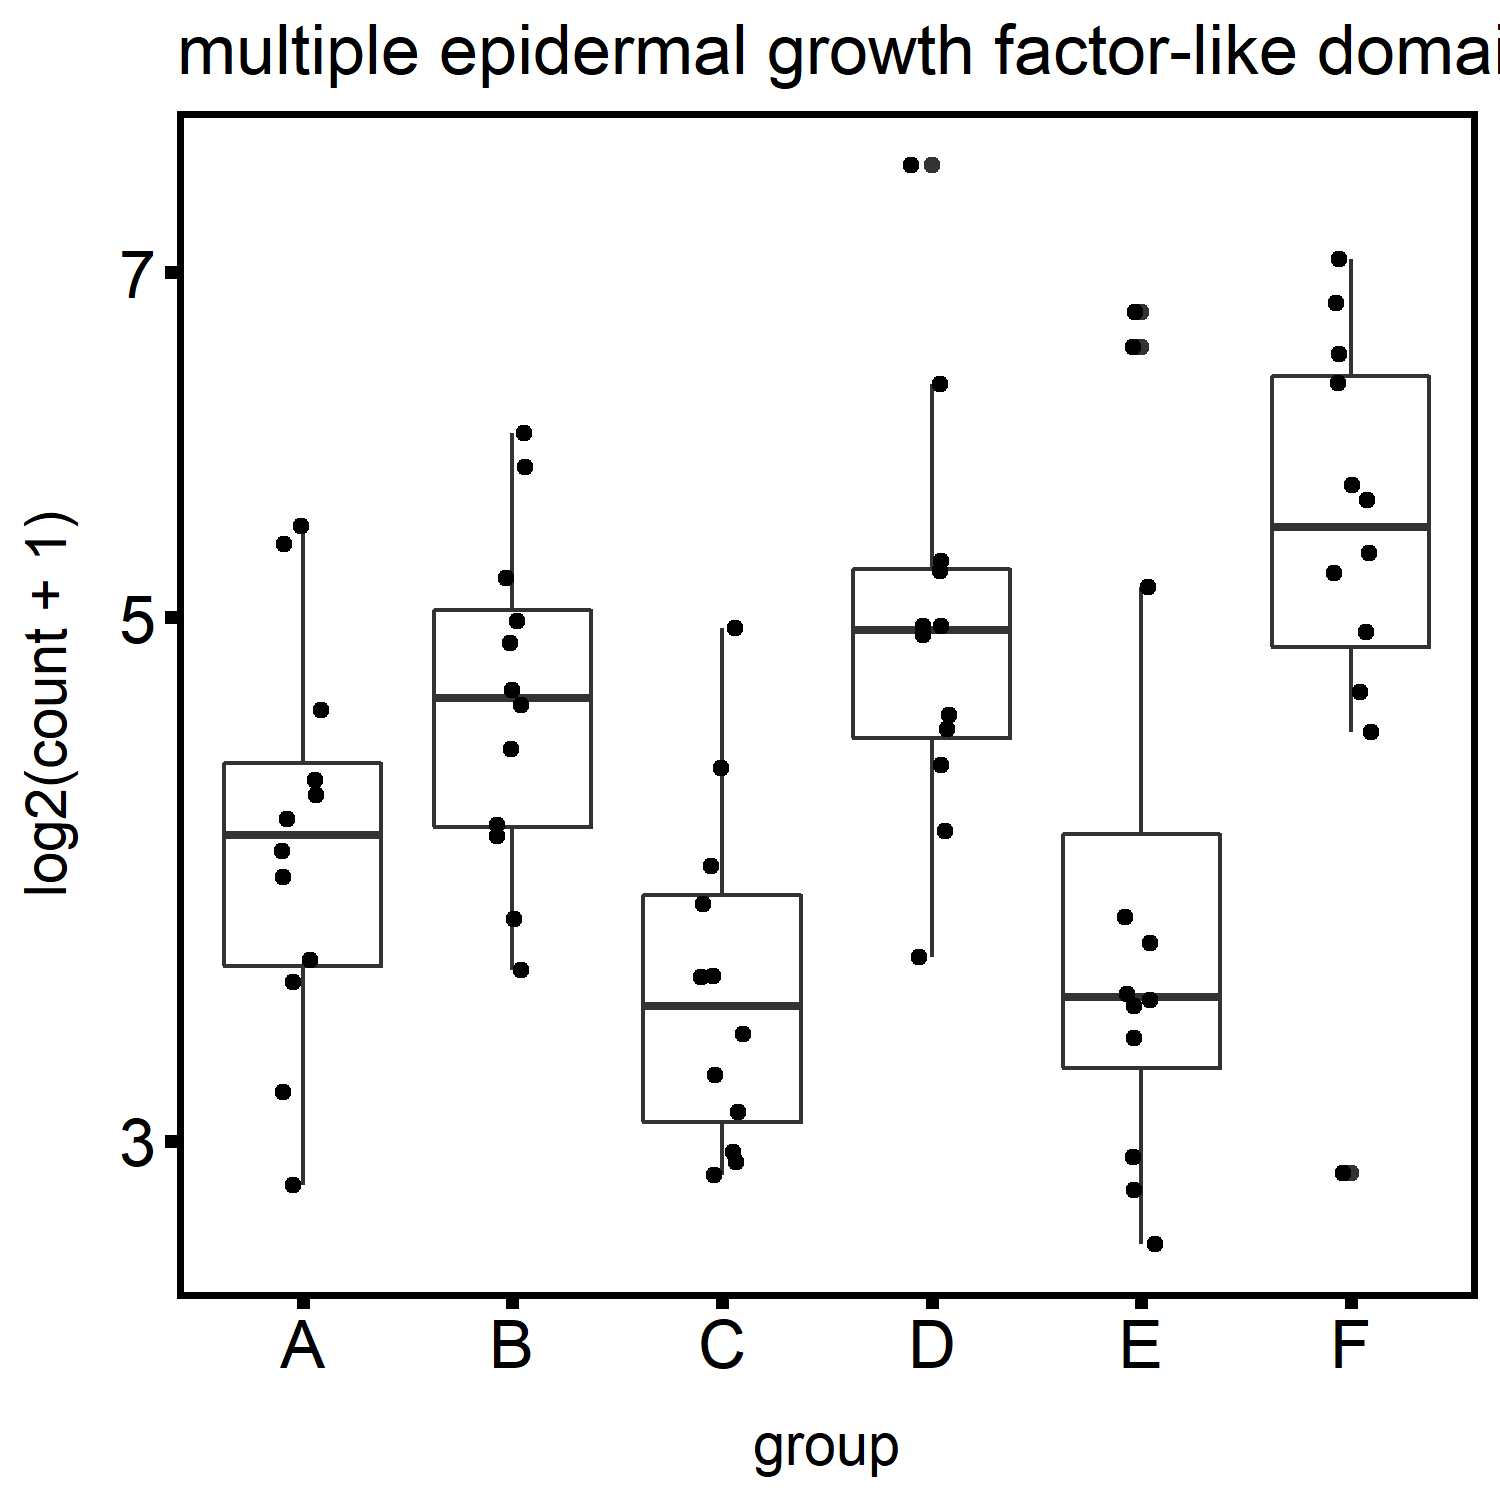 multiple epidermal growth factor-like domai
7
5
3
log2(count + 1)
A B C D E F
group